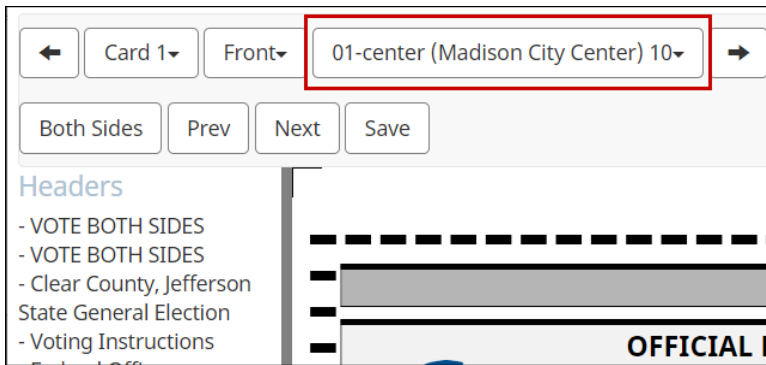 Card 1 Front 01-center (Madison City Center) 10
Both Sides Prev Next Save
Headers
- VOTE BOTH SIDES
- VOTE BOTH SIDES
- Clear County, Jefferson
State General Election
- Voting Instructions
OFFICIAL